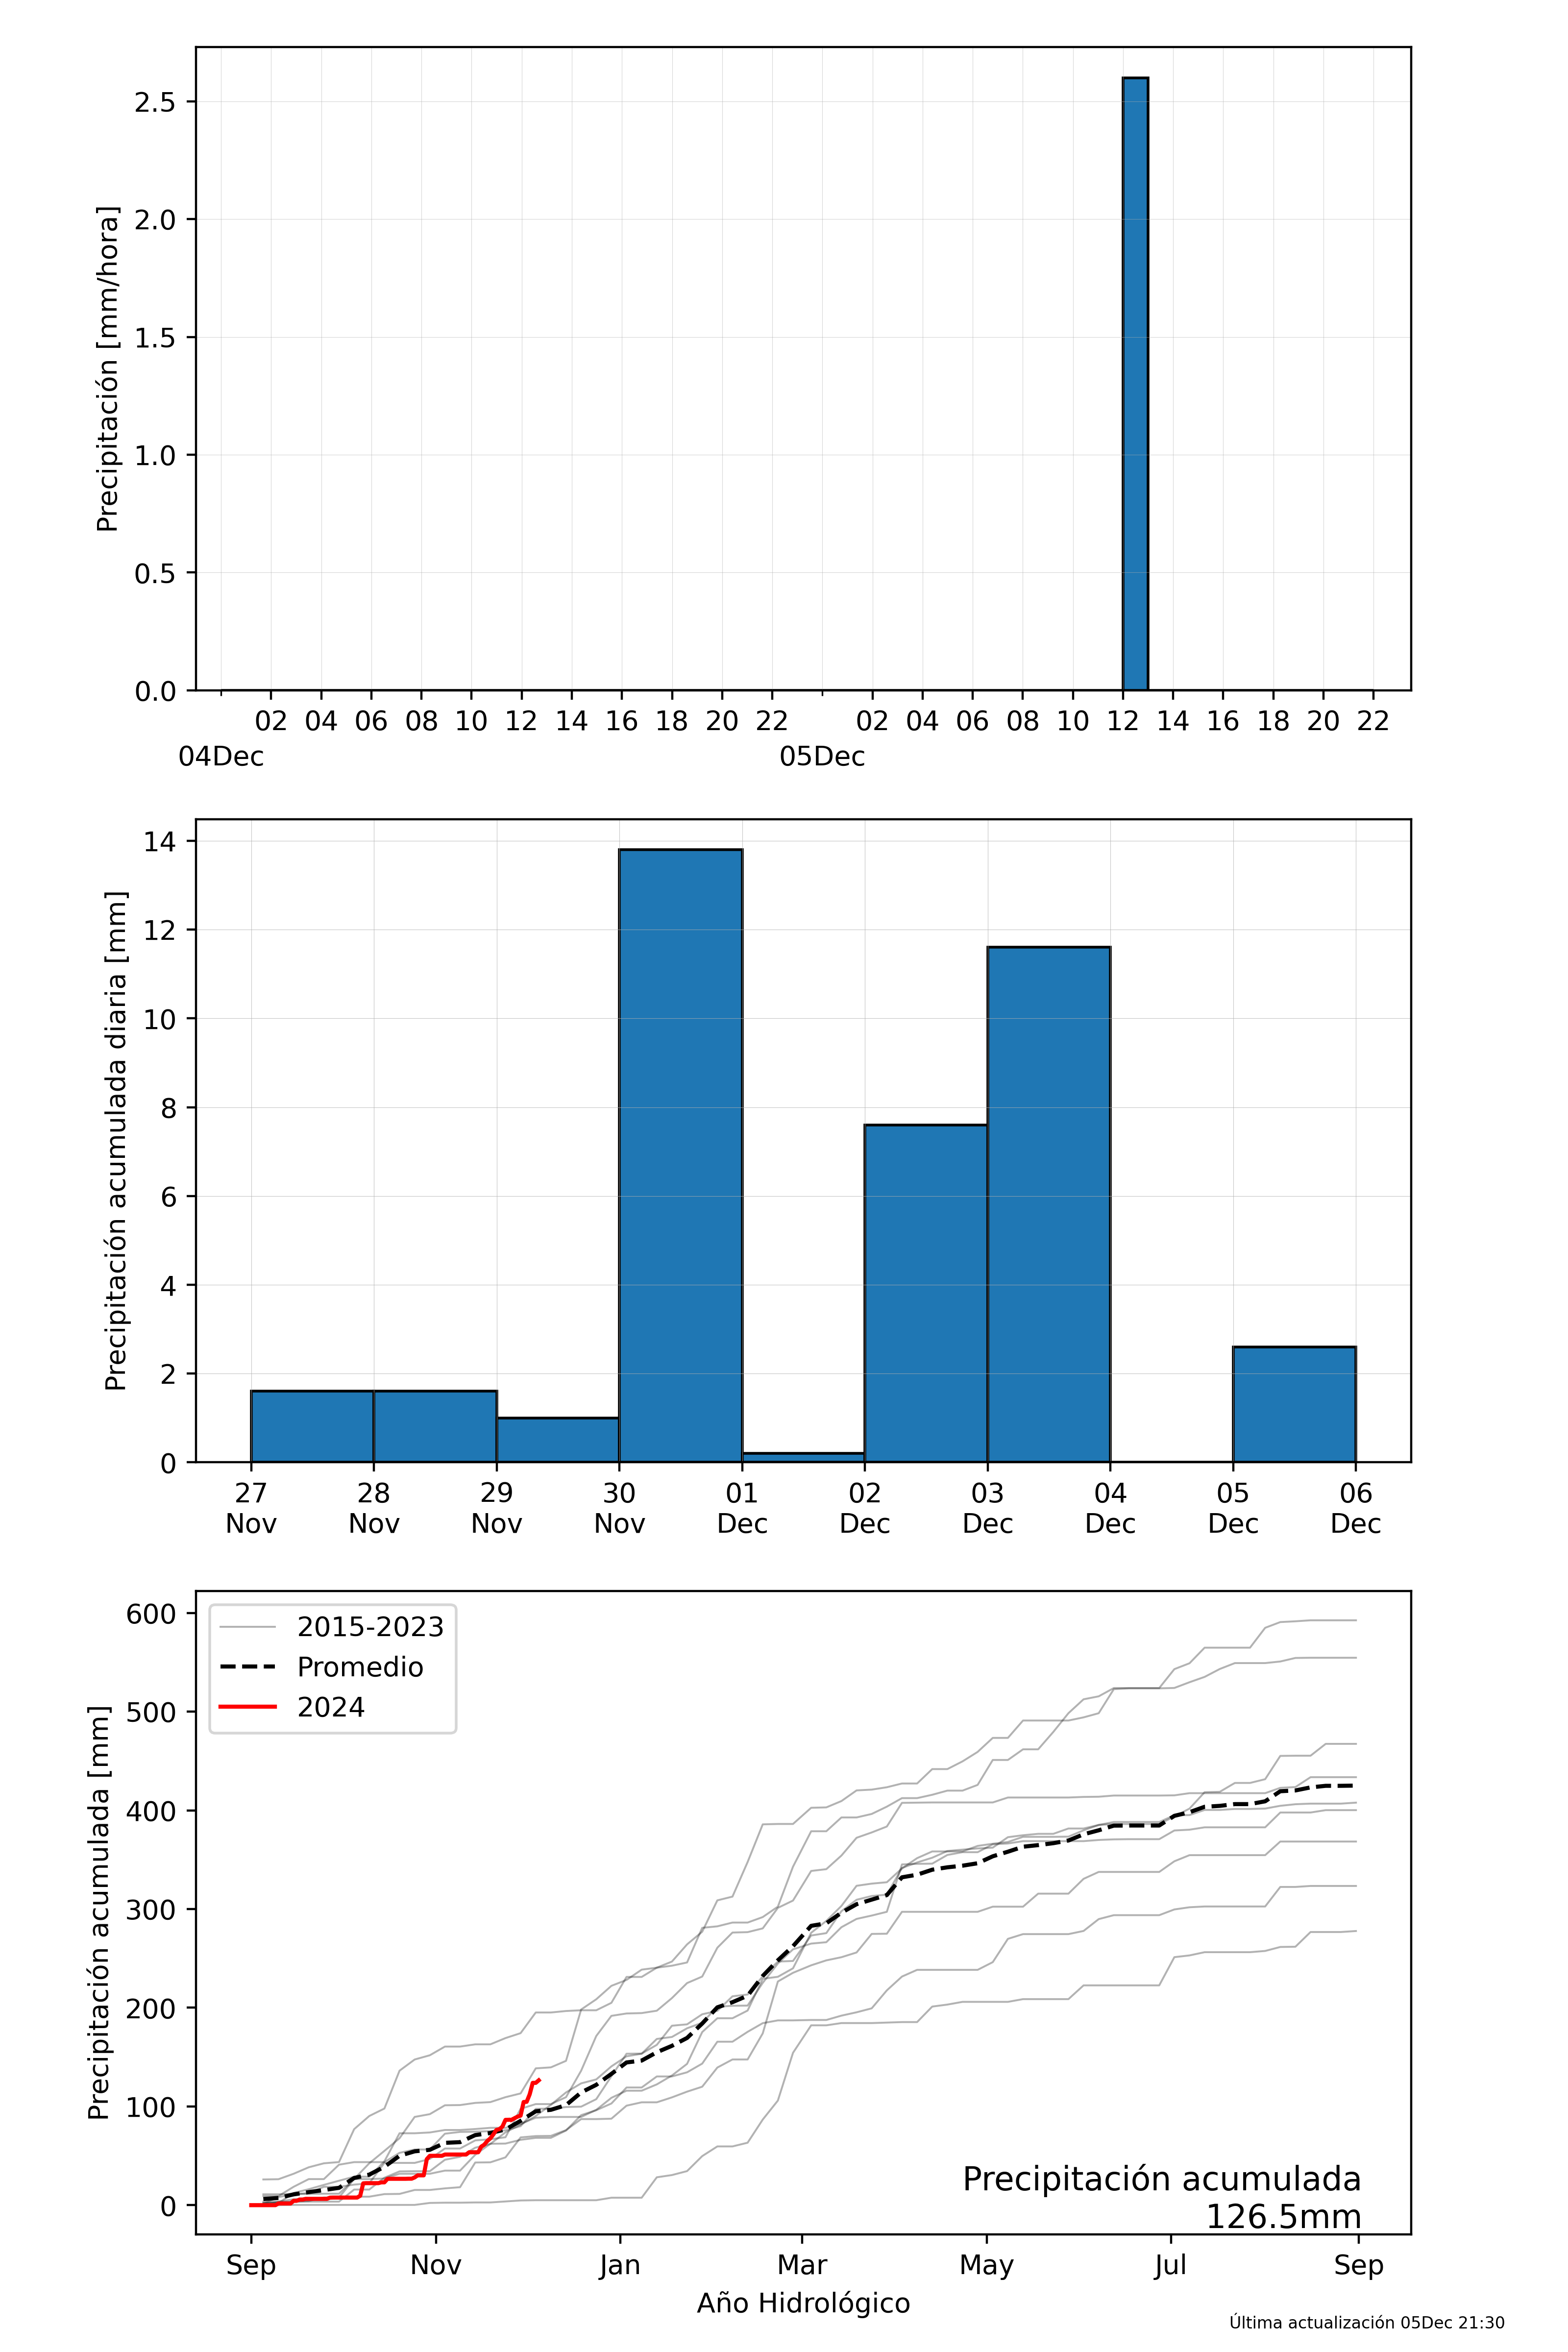 Precipitación [mm/hora]
2.5
2.0
1.5
1.0
0.5
0.0
02 04 06 08 10 12 14 16 18 20 22 02 04 06 08 10 12 14 16 18 20 22
04Dec 05Dec
Precipitación acumulada diaria [mm]
14
12
10
8
6
4
2
0
27 28 29 30 01 02 03 04 05 06
Nov Nov Nov Nov Dec Dec Dec Dec Dec Dec
Precipitación acumulada [mm]
600
500
400
300
200
100
0
2015-2023
Promedio
2024
Precipitación acumulada
126.5mm
Sep Nov Jan Mar May Jul Sep
Año Hidrológico
Última actualización 05Dec 21:30